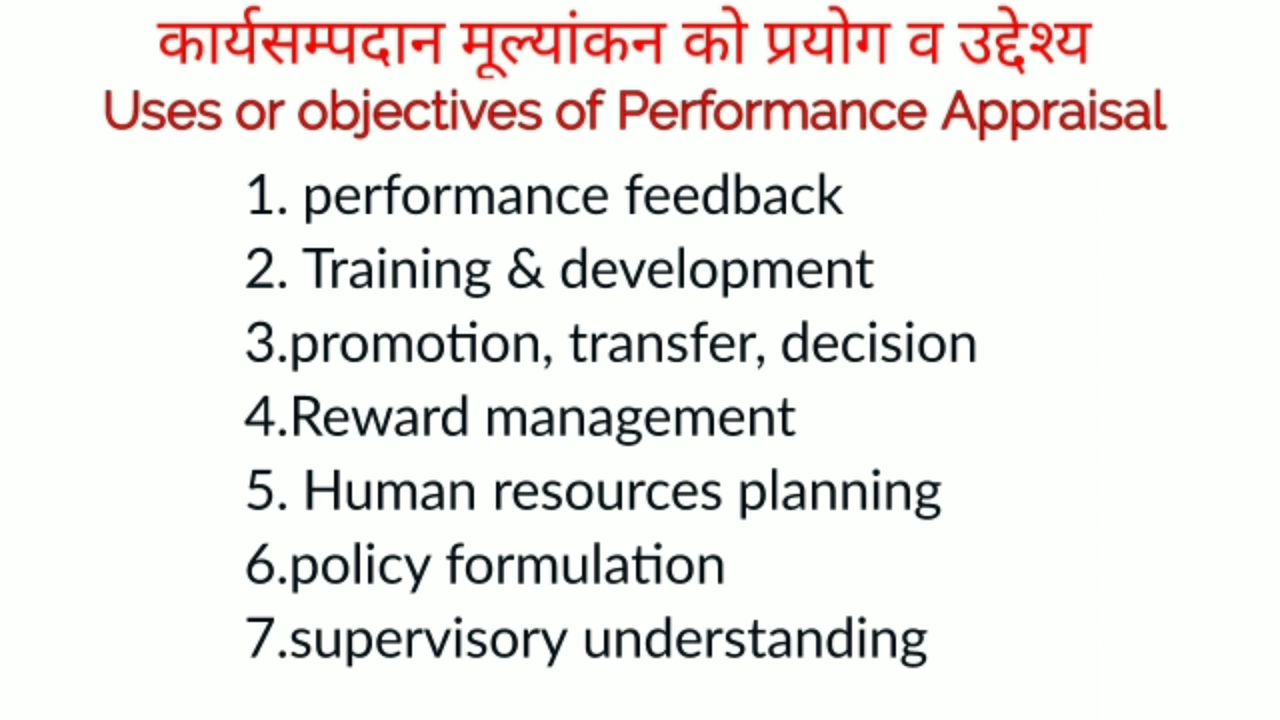 कार्यसम्पदान मूल्यांकन को प्रयोग व उद्देश्य
Uses or objectives of Performance Appraisal
1. performance feedback
2. Training & development
3.promotion, transfer, decision
4.Reward management
5. Human resources planning
6.policy formulation
7.supervisory understanding